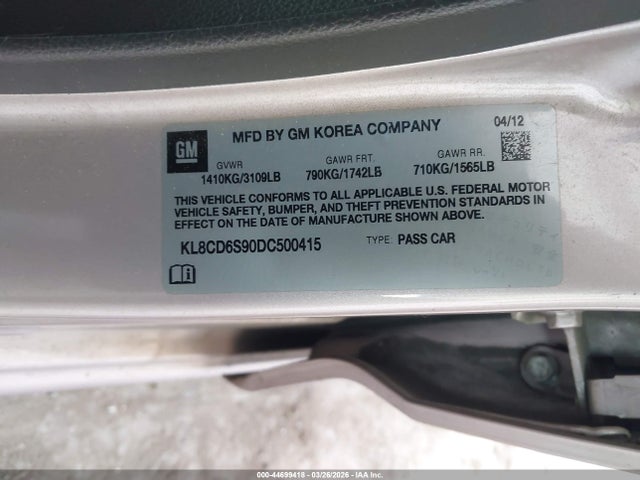 GM
MFD BY GM KOREA COMPANY
04/12
GVWR
GAWR FRT.
GAWR RR.
1410KG/3109LB
790KG/1742LB
710KG/1565LB
THIS VEHICLE CONFORMS TO ALL APPLICABLE U.S. FEDERAL MOTOR
VEHICLE SAFETY, BUMPER, AND THEFT PREVENTION STANDARDS IN
EFFECT ON THE DATE OF MANUFACTURE SHOWN ABOVE.
KL8CD6S90DC500415
TYPE: PASS CAR
000-44699418 | 03/26/2026 - IAA Inc.